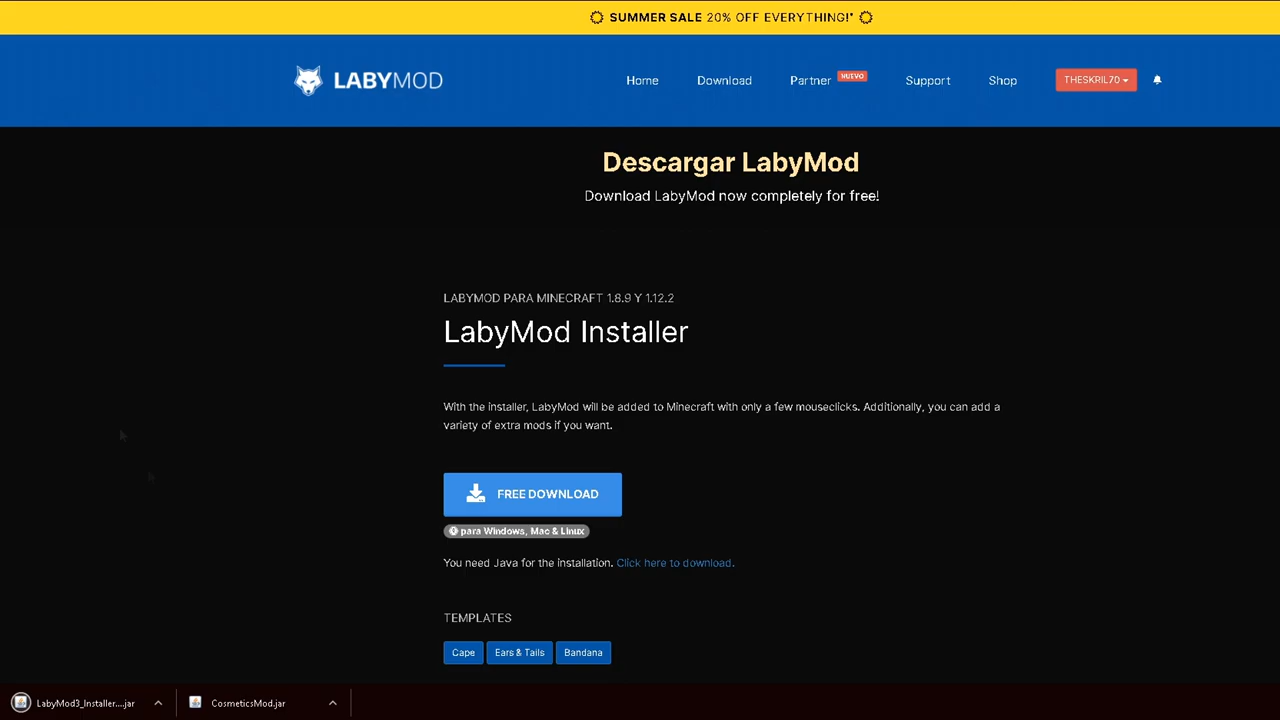 SUMMER SALE 20% OFF EVERYTHING!*
LABYMOD
Home
Download
Partner
NUEVO
Support
Shop
THESKRIL70
Descargar LabyMod
Download LabyMod now completely for free!
LABYMOD PARA MINECRAFT 1.8.9 Y 1.12.2
LabyMod Installer
With the installer, LabyMod will be added to Minecraft with only a few mouseclicks. Additionally, you can add a
variety of extra mods if you want.
FREE DOWNLOAD
para Windows, Mac & Linux
You need Java for the installation. Click here to download.
TEMPLATES
Cape
Ears & Tails
Bandana
LabyMod3_Installer....jar
CosmeticsMod.jar